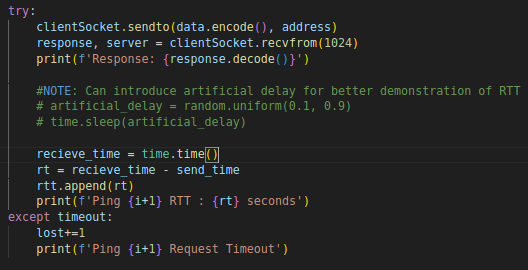 try:
    clientSocket.sendto(data.encode(), address)
    response, server = clientSocket.recvfrom(1024)
    print(f'Response: {response.decode()}')
    #NOTE: Can introduce artificial delay for better demonstration of RTT
    # artificial_delay = random.uniform(0.1, 0.9)
    # time.sleep(artificial_delay)
    recieve_time = time.time()
    rt = recieve_time - send_time
    rtt.append(rt)
    print(f'Ping {i+1} RTT : {rt} seconds')
except timeout:
    lost+=1
    print(f'Ping {i+1} Request Timeout')